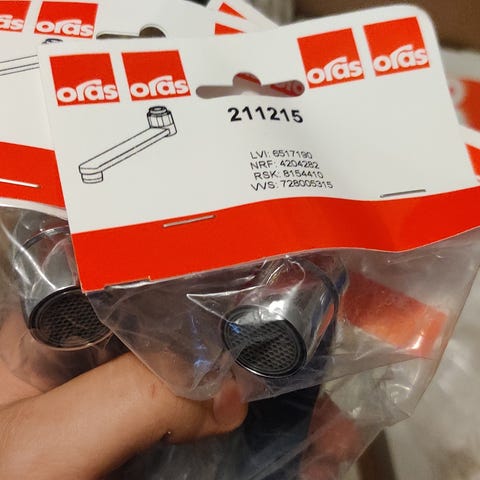 oras oras oras oras
211215
LVI: 6517190
NRF: 4204282
RSK: 8154410
VVS: 728005315